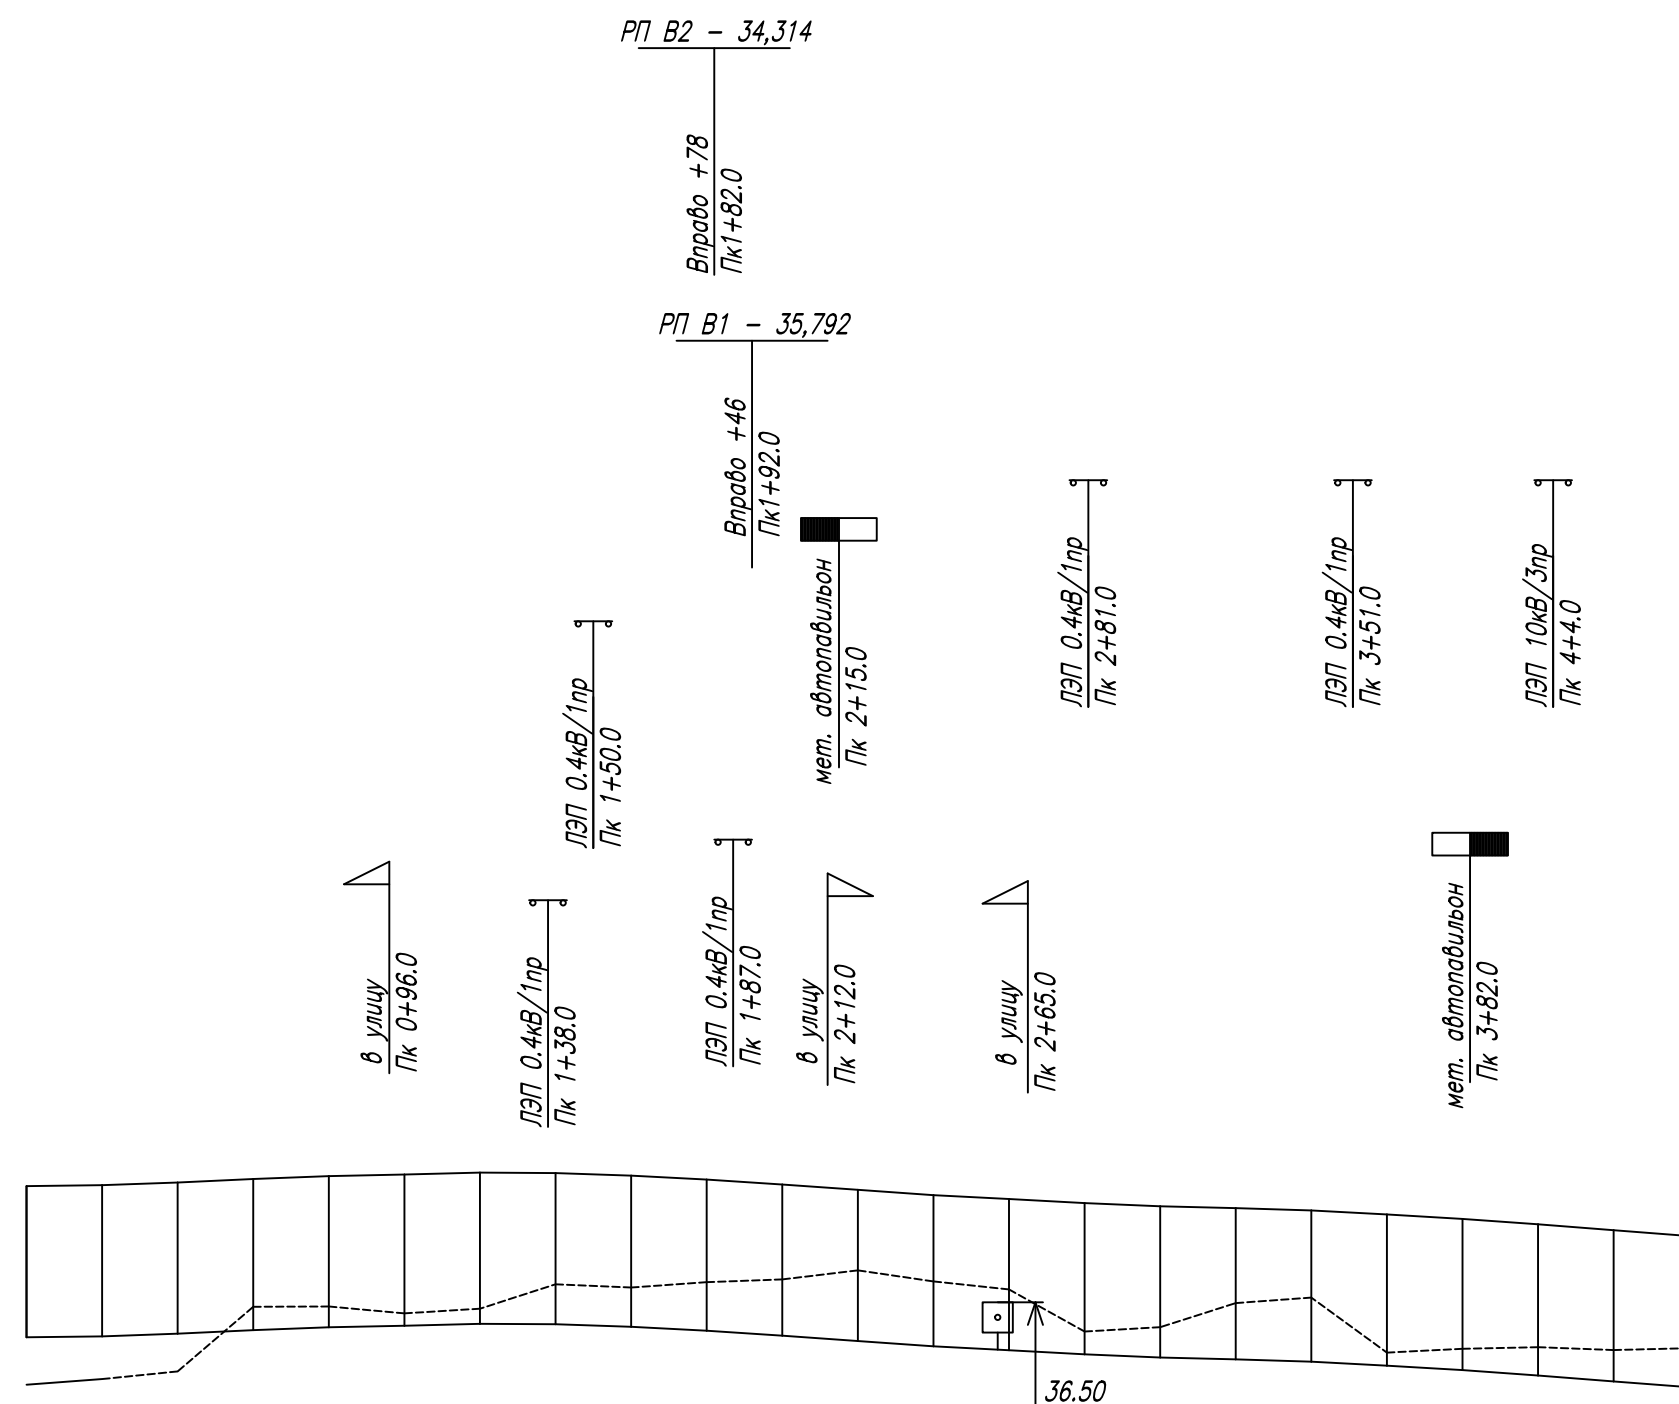 РП В2 - 34,314
Вправо +78
Пк1+82.0
РП В1 - 35,792
Вправо +46
Пк1+92.0
в улицу
Пк 0+96.0
ЛЭП 0.4кВ/1пр
Пк 1+38.0
ЛЭП 0.4кВ/1пр
Пк 1+50.0
ЛЭП 0.4кВ/1пр
Пк 1+87.0
в улицу
Пк 2+12.0
мет. автопавильон
Пк 2+15.0
в улицу
Пк 2+65.0
ЛЭП 0.4кВ/1пр
Пк 2+81.0
ЛЭП 0.4кВ/1пр
Пк 3+51.0
мет. автопавильон
Пк 3+82.0
ЛЭП 10кВ/3пр
Пк 4+4.0
36.50